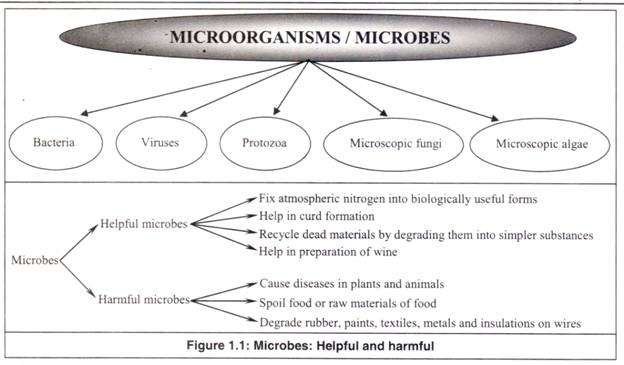 MICROORGANISMS / MICROBES
Bacteria
Viruses
Protozoa
Microscopic fungi
Microscopic algae
Fix atmospheric nitrogen into biologically useful forms
Helpful microbes
Help in curd formation
Recycle dead materials by degrading them into simpler substances
Help in preparation of wine
Microbes
Cause diseases in plants and animals
Harmful microbes
Spoil food or raw materials of food
Degrade rubber, paints, textiles, metals and insulations on wires
Figure 1.1: Microbes: Helpful and harmful